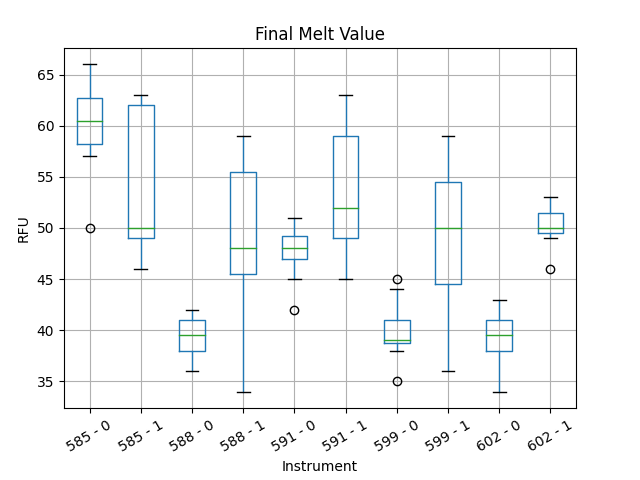 Final Melt Value
RFU
65
60
55
50
45
40
35
585 - 0
585 - 1
588 - 0
588 - 1
591 - 0
591 - 1
599 - 0
599 - 1
602 - 0
602 - 1
Instrument